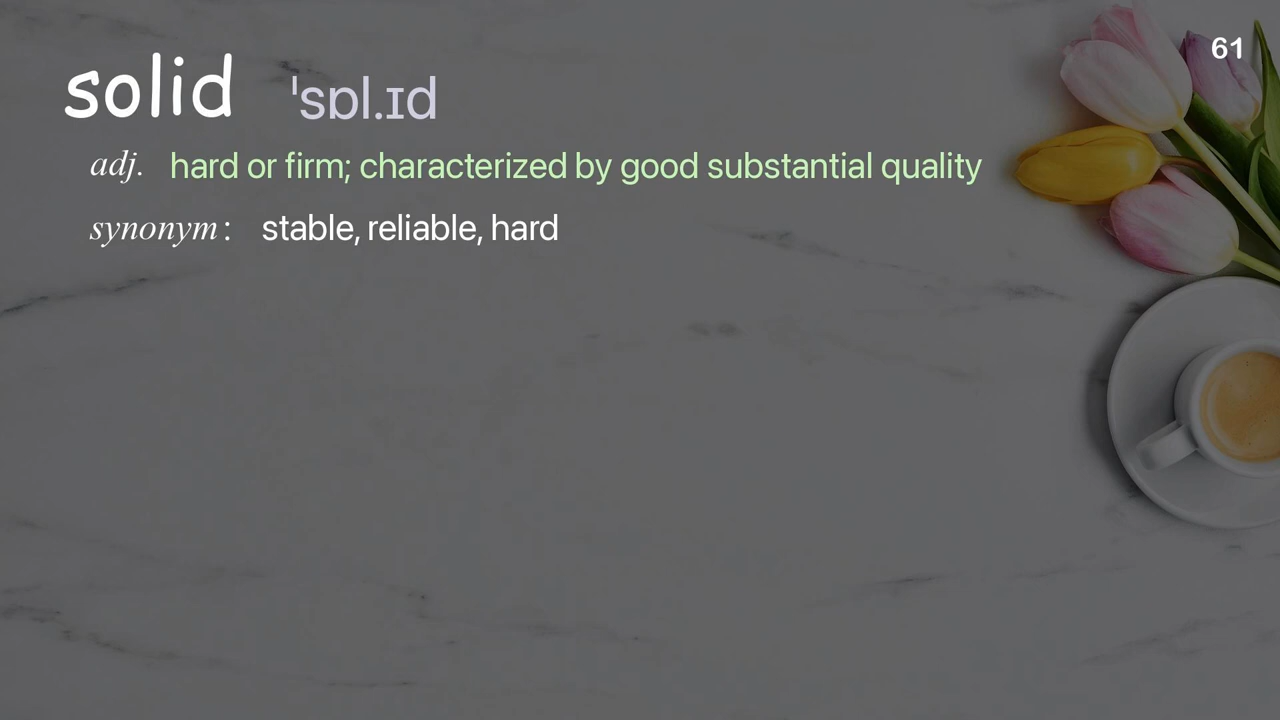 61
solid ˈsɒl.ɪd
adj. hard or firm; characterized by good substantial quality
synonym : stable, reliable, hard